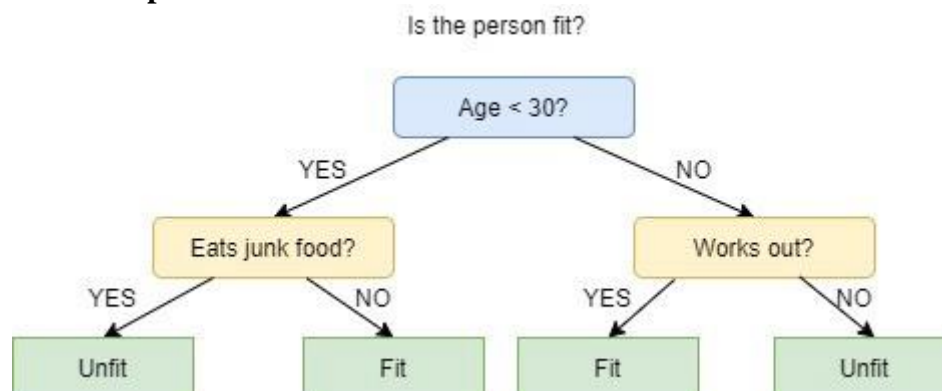 Is the person fit?
Age < 30?
YES
NO
Eats junk food?
Works out?
YES
NO
YES
NO
Unfit
Fit
Fit
Unfit